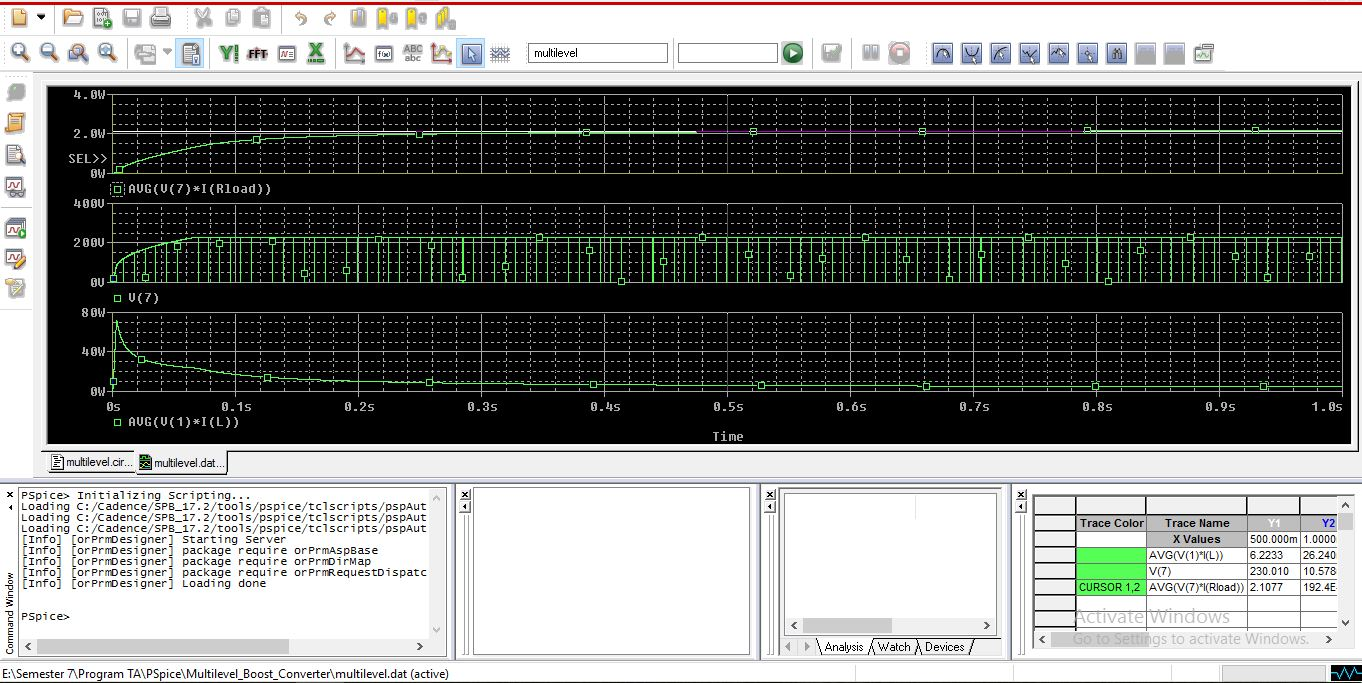 FFT
ABC
abc
multilevel
4.0W
2.0W
SEL>>
0W
AVG(V(7)*I(Rload))
400V
200V
0V
V(7)
80W
40W
0W
0s 0.1s 0.2s 0.3s 0.4s 0.5s 0.6s 0.7s 0.8s 0.9s 1.0s
AVG(V(1)*I(L))
Time
multilevel.cir... multilevel.dat...
PSpice> Initializing Scripting...
Loading C:/Cadence/SPB_17.2/tools/pspice/tclscripts/pspAut
Loading C:/Cadence/SPB_17.2/tools/pspice/tclscripts/pspAut
Loading C:/Cadence/SPB_17.2/tools/pspice/tclscripts/pspAut
[Info] [orPrmDesigner] Starting Server
[Info] [orPrmDesigner] package require orPrmAspBase
[Info] [orPrmDesigner] package require orPrmDirMap
[Info] [orPrmDesigner] package require orPrmRequestDispatc
[Info] [orPrmDesigner] Loading done
PSpice>
Command Window
Analysis Watch Devices
Trace Color Trace Name Y1 Y2
X Values 500.000m 1.0000
AVG(V(1)*I(L)) 6.2233 26.240
V(7) 230.010 10.578
CURSOR 1,2 AVG(V(7)*I(Rload)) 2.1077 192.4E
Activate Windows
Go to Settings to activate Windows.
E:\Semester 7\Program TA\PSpice\Multilevel_Boost_Converter\multilevel.dat (active)